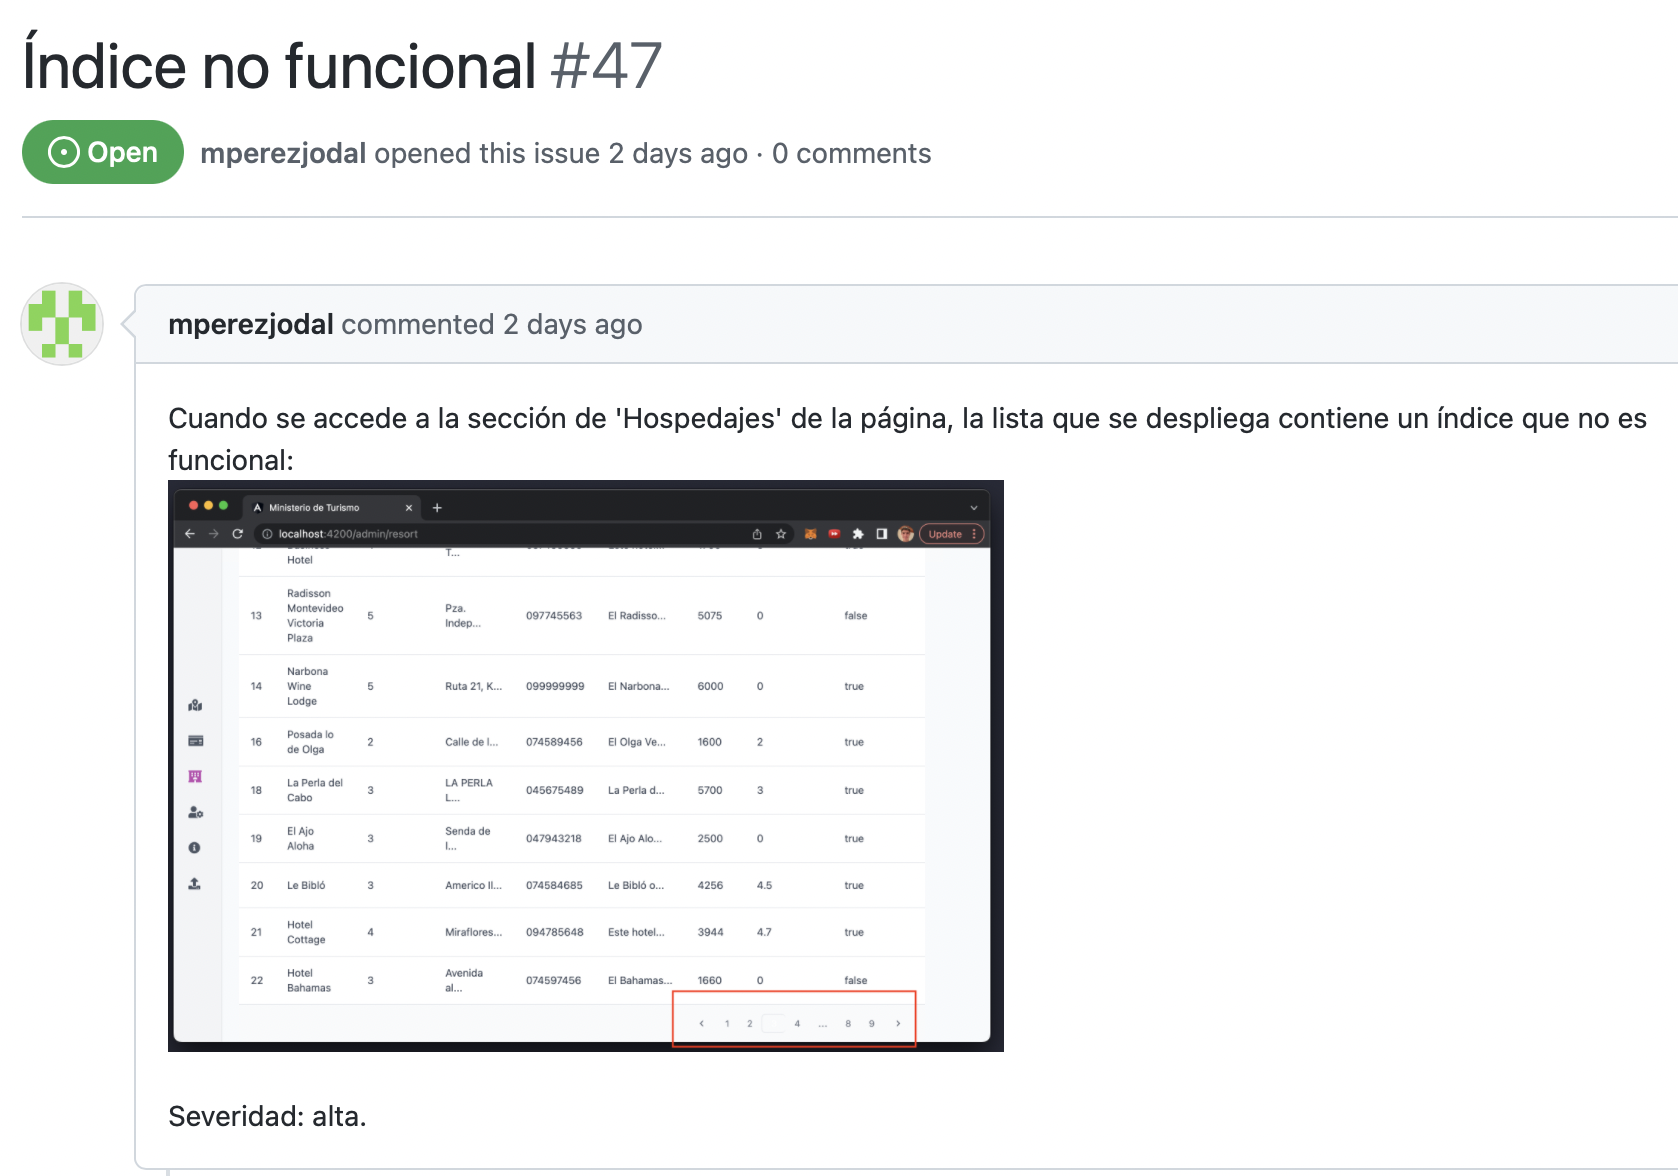 Índice no funcional #47
Open
mperezjodal opened this issue 2 days ago · 0 comments
mperezjodal commented 2 days ago
Cuando se accede a la sección de 'Hospedajes' de la página, la lista que se despliega contiene un índice que no es
funcional:
Ministerio de Turismo
localhost:4200/admin/resort
Update
Hotel
T...
13 Radisson Montevideo Victoria Plaza 5 Pza. Indep... 097745563 El Radisso... 5075 0 false
14 Narbona Wine Lodge 5 Ruta 21, K... 099999999 El Narbona... 6000 0 true
16 Posada lo de Olga 2 Calle de l... 074589456 El Olga Ve... 1600 2 true
18 La Perla del Cabo 3 LA PERLA L... 045675489 La Perla d... 5700 3 true
19 El Ajo Aloha 3 Senda de l... 047943218 El Ajo Alo... 2500 0 true
20 Le Bibló 3 Americo Il... 074584685 Le Bibló o... 4256 4.5 true
21 Hotel Cottage 4 Miraflores... 094785648 Este hotel... 3944 4.7 true
22 Hotel Bahamas 3 Avenida al... 074597456 El Bahamas... 1660 0 false
‹ 1 2 4 ... 8 9 ›
Severidad: alta.